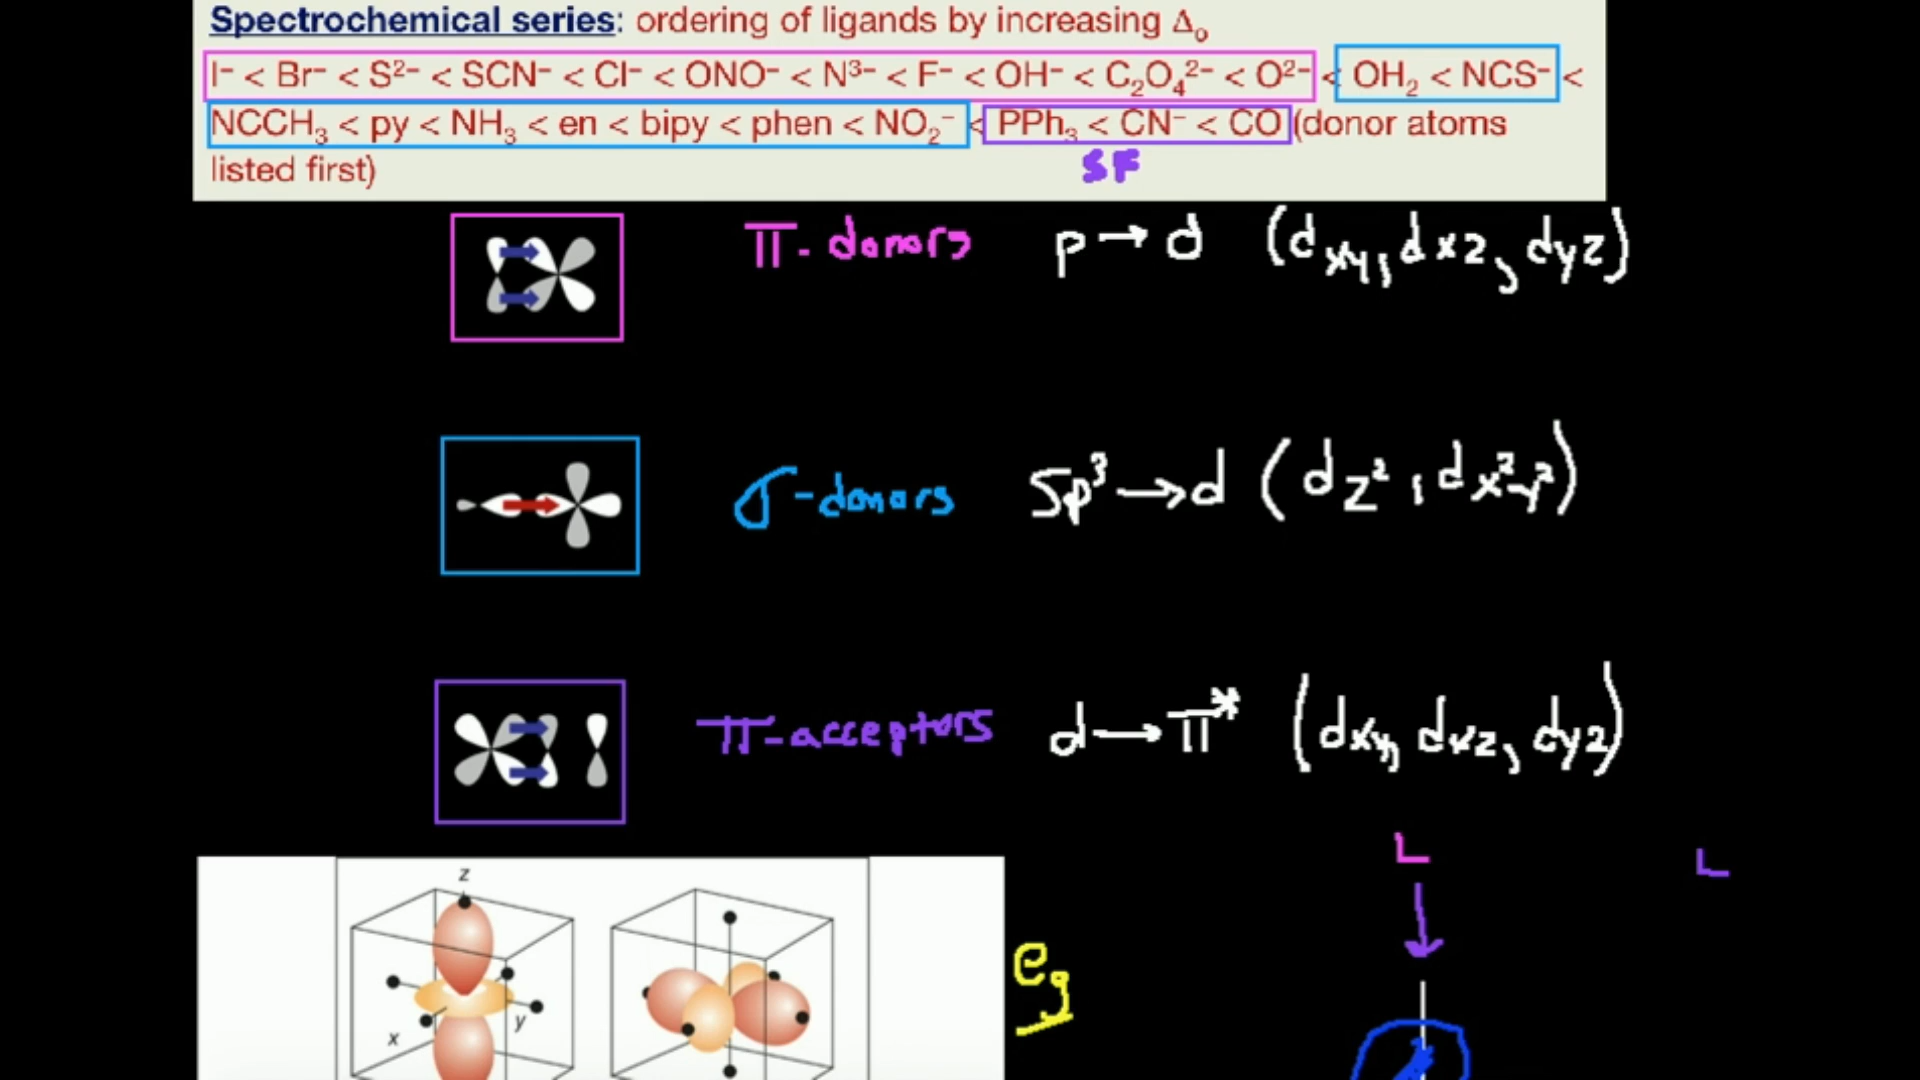 Spectrochemical series: ordering of ligands by increasing Δₒ
I⁻ < Br⁻ < S²⁻ < SCN⁻ < Cl⁻ < ONO⁻ < N³⁻ < F⁻ < OH⁻ < C₂O₄²⁻ < O²⁻ < OH₂ < NCS⁻ <
NCCH₃ < py < NH₃ < en < bipy < phen < NO₂⁻ < PPh₃ < CN⁻ < CO (donor atoms
listed first)
SF
π-donors p→d (dxy, dxz, dyz)
σ-donors sp³→d (dz², dx²-y²)
π-acceptors d→π* (dxy, dxz, dyz)
L L
z
eg
x y